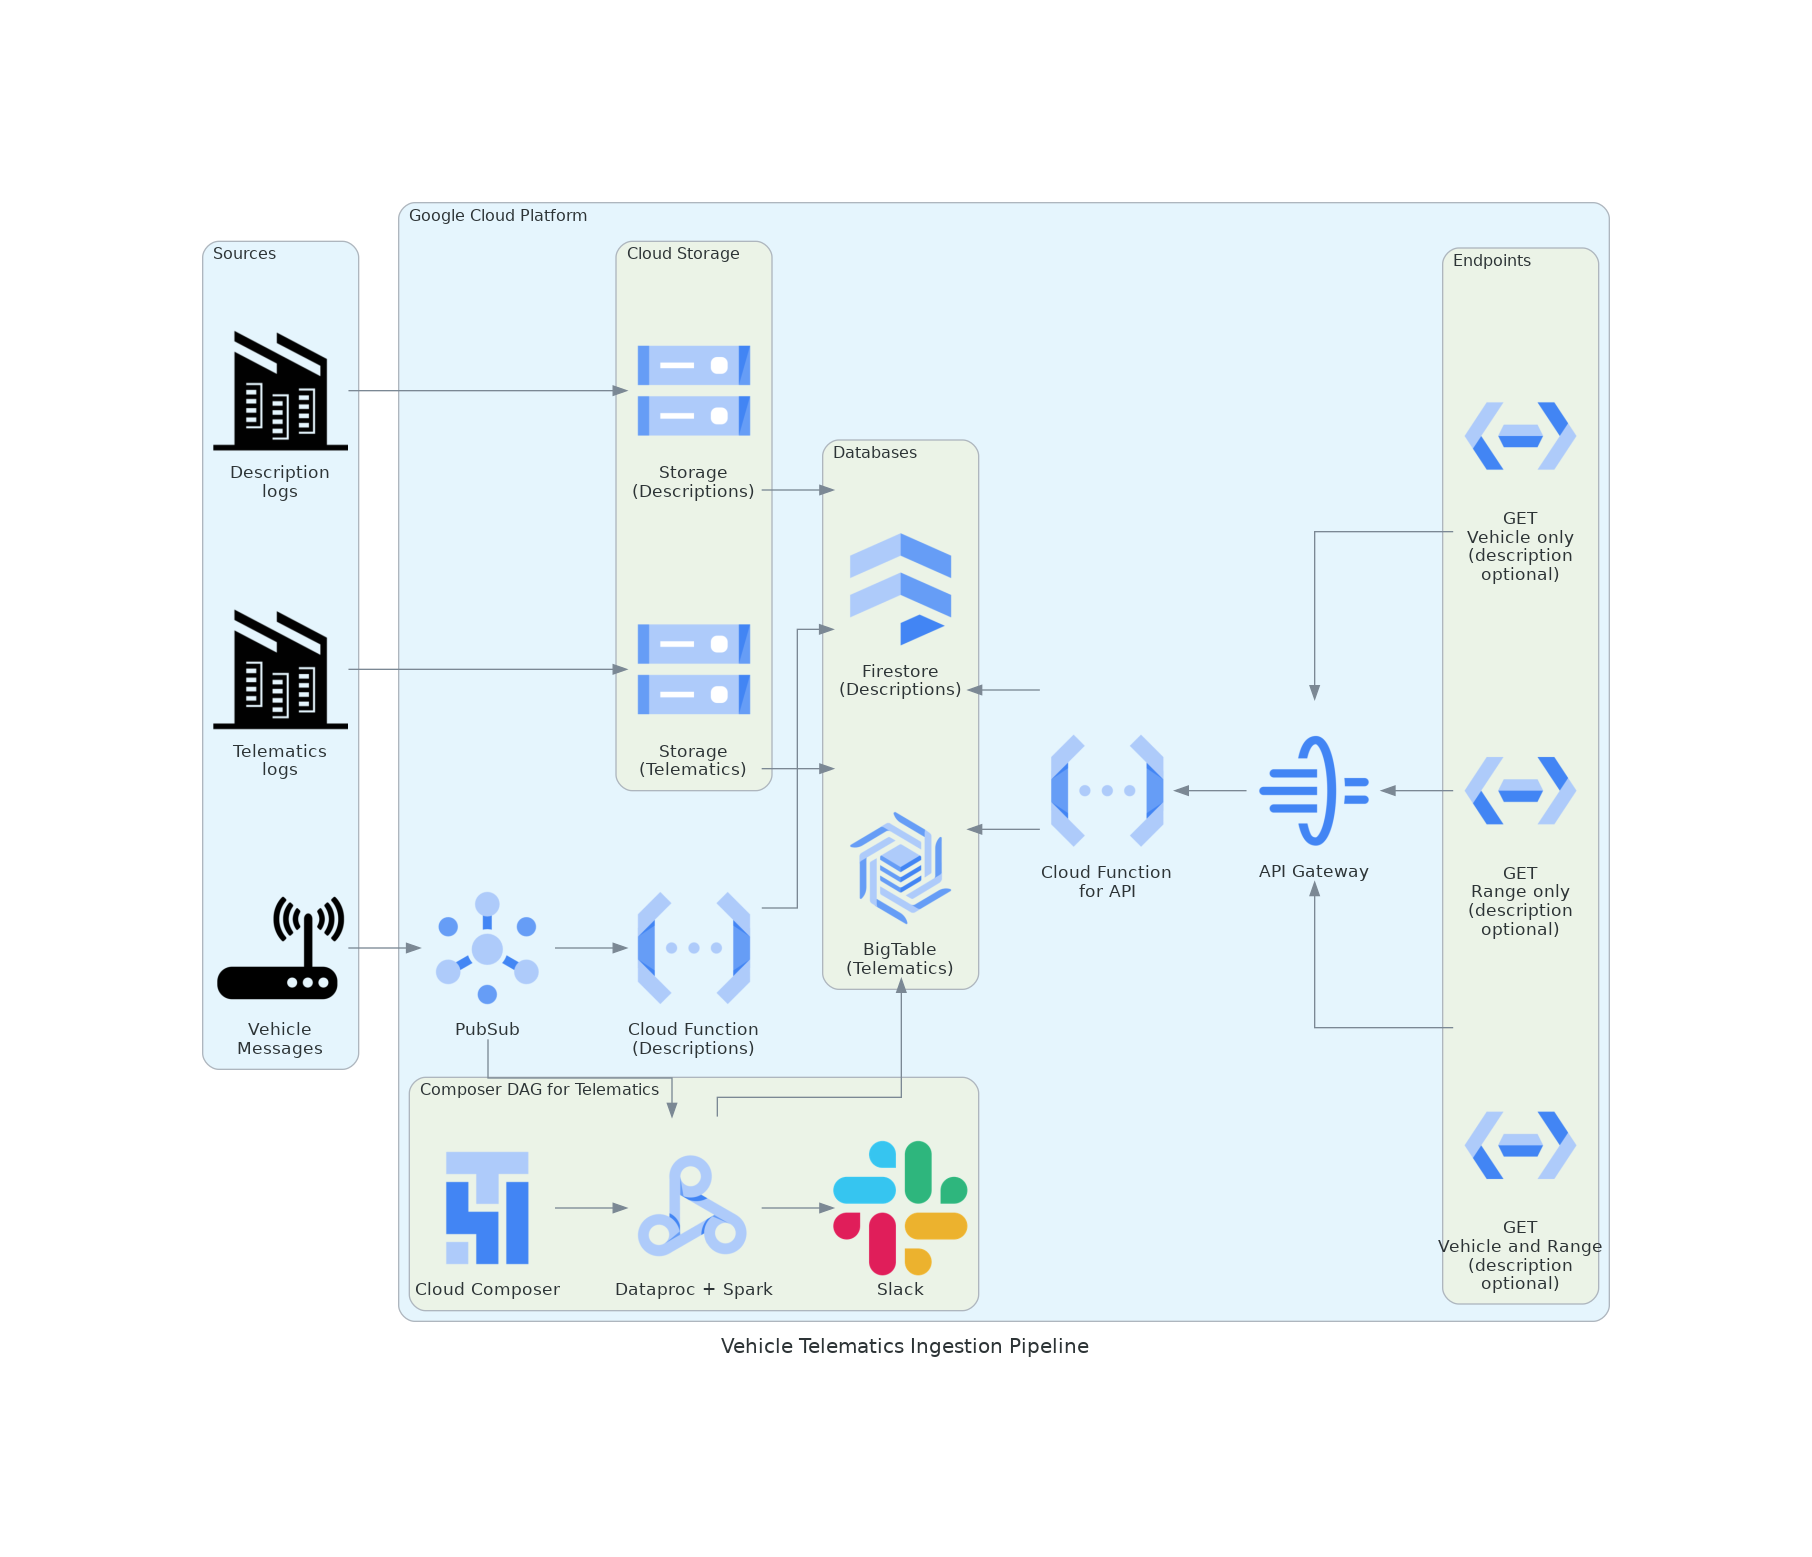 Google Cloud Platform
Sources
Cloud Storage
Endpoints
Description
logs
Storage
(Descriptions)
Databases
GET
Vehicle only
(description
optional)
Telematics
logs
Storage
(Telematics)
Firestore
(Descriptions)
Cloud Function
for API
API Gateway
GET
Range only
(description
optional)
BigTable
(Telematics)
Vehicle
Messages
PubSub
Cloud Function
(Descriptions)
Composer DAG for Telematics
Cloud Composer
Dataproc + Spark
Slack
GET
Vehicle and Range
(description
optional)
Vehicle Telematics Ingestion Pipeline